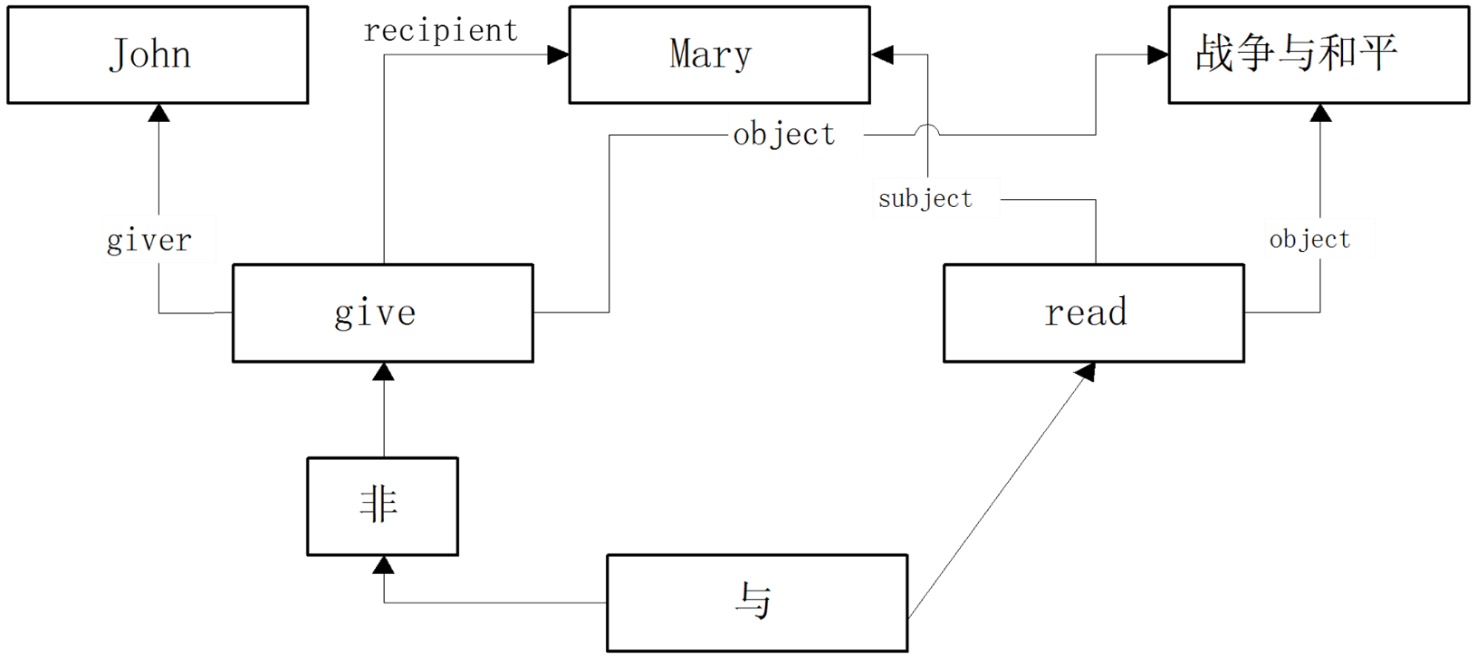 John
recipient
Mary
战争与和平
object
subject
giver
object
give
read
非
与